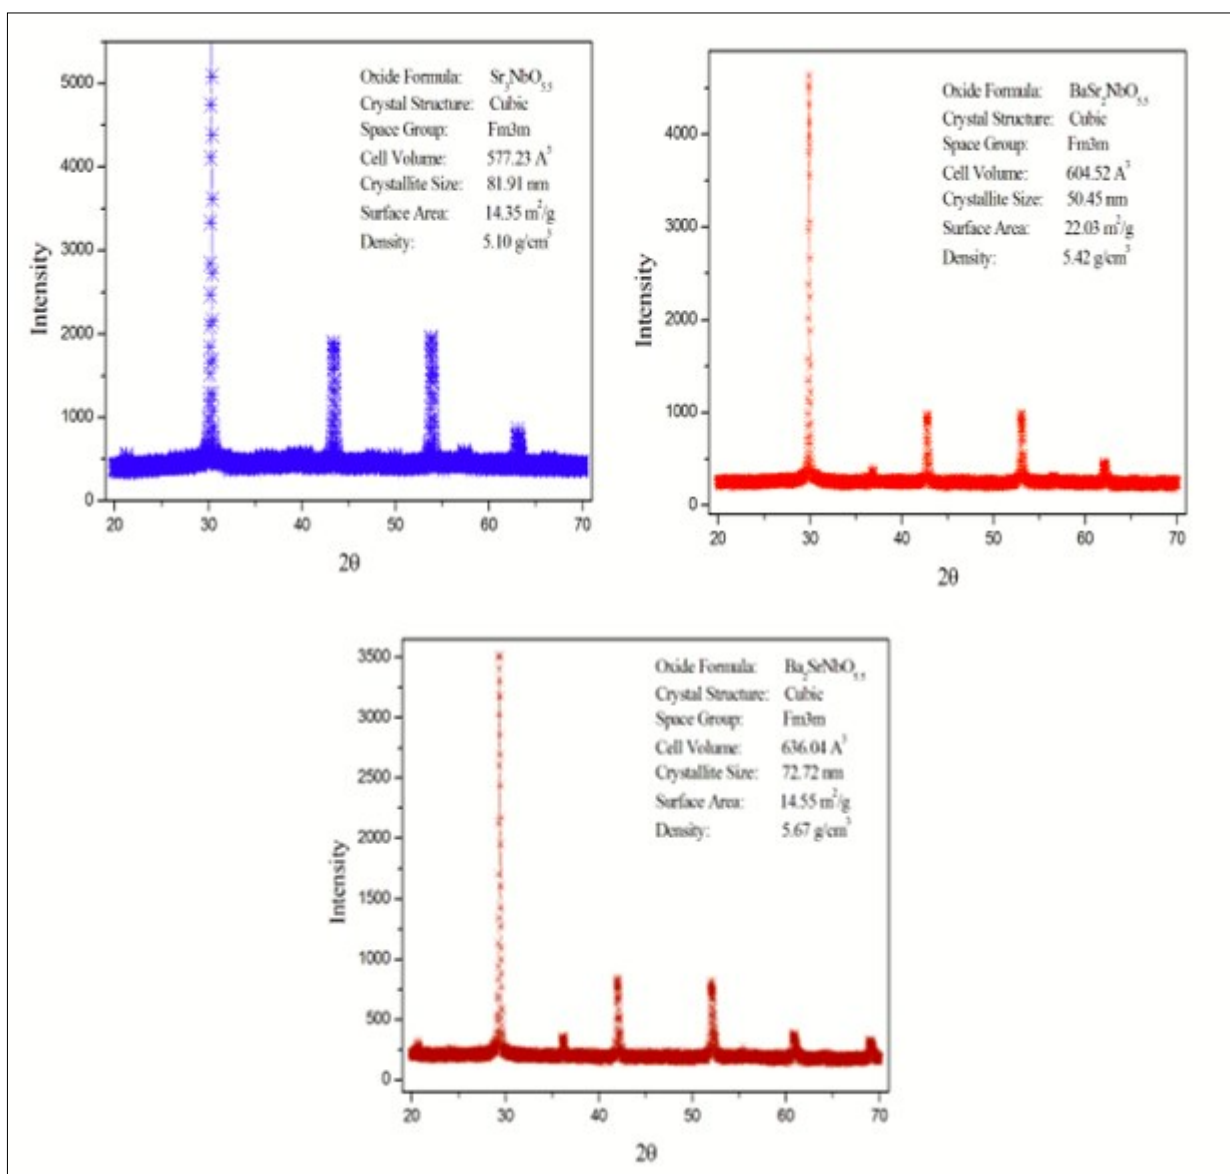 Oxide Formula: Sr₃NbO₅.₅
Crystal Structure: Cubic
Space Group: Fm3m
Cell Volume: 577.23 A³
Crystallite Size: 81.91 nm
Surface Area: 14.35 m²/g
Density: 5.10 g/cm³
Intensity
5000
4000
3000
2000
1000
0
20 30 40 50 60 70
2θ
Oxide Formula: BaSr₂NbO₅.₅
Crystal Structure: Cubic
Space Group: Fm3m
Cell Volume: 604.52 A³
Crystallite Size: 50.45 nm
Surface Area: 22.03 m²/g
Density: 5.42 g/cm³
Intensity
4000
3000
2000
1000
0
20 30 40 50 60 70
2θ
Oxide Formula: Ba₂SrNbO₅.₅
Crystal Structure: Cubic
Space Group: Fm3m
Cell Volume: 636.04 A³
Crystallite Size: 72.72 nm
Surface Area: 14.55 m²/g
Density: 5.67 g/cm³
Intensity
3500
3000
2500
2000
1500
1000
500
0
20 30 40 50 60 70
2θ